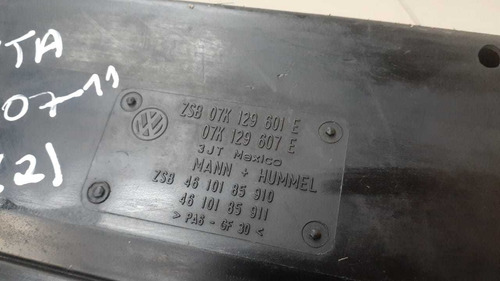 TTA
07-11
(2)
ZSB 07K 129 601 E
07K 129 607 E
3JT Mexico
MANN + HUMMEL
ZSB 46 101 85 910
46 101 85 911
> PA6 - GF 30 <